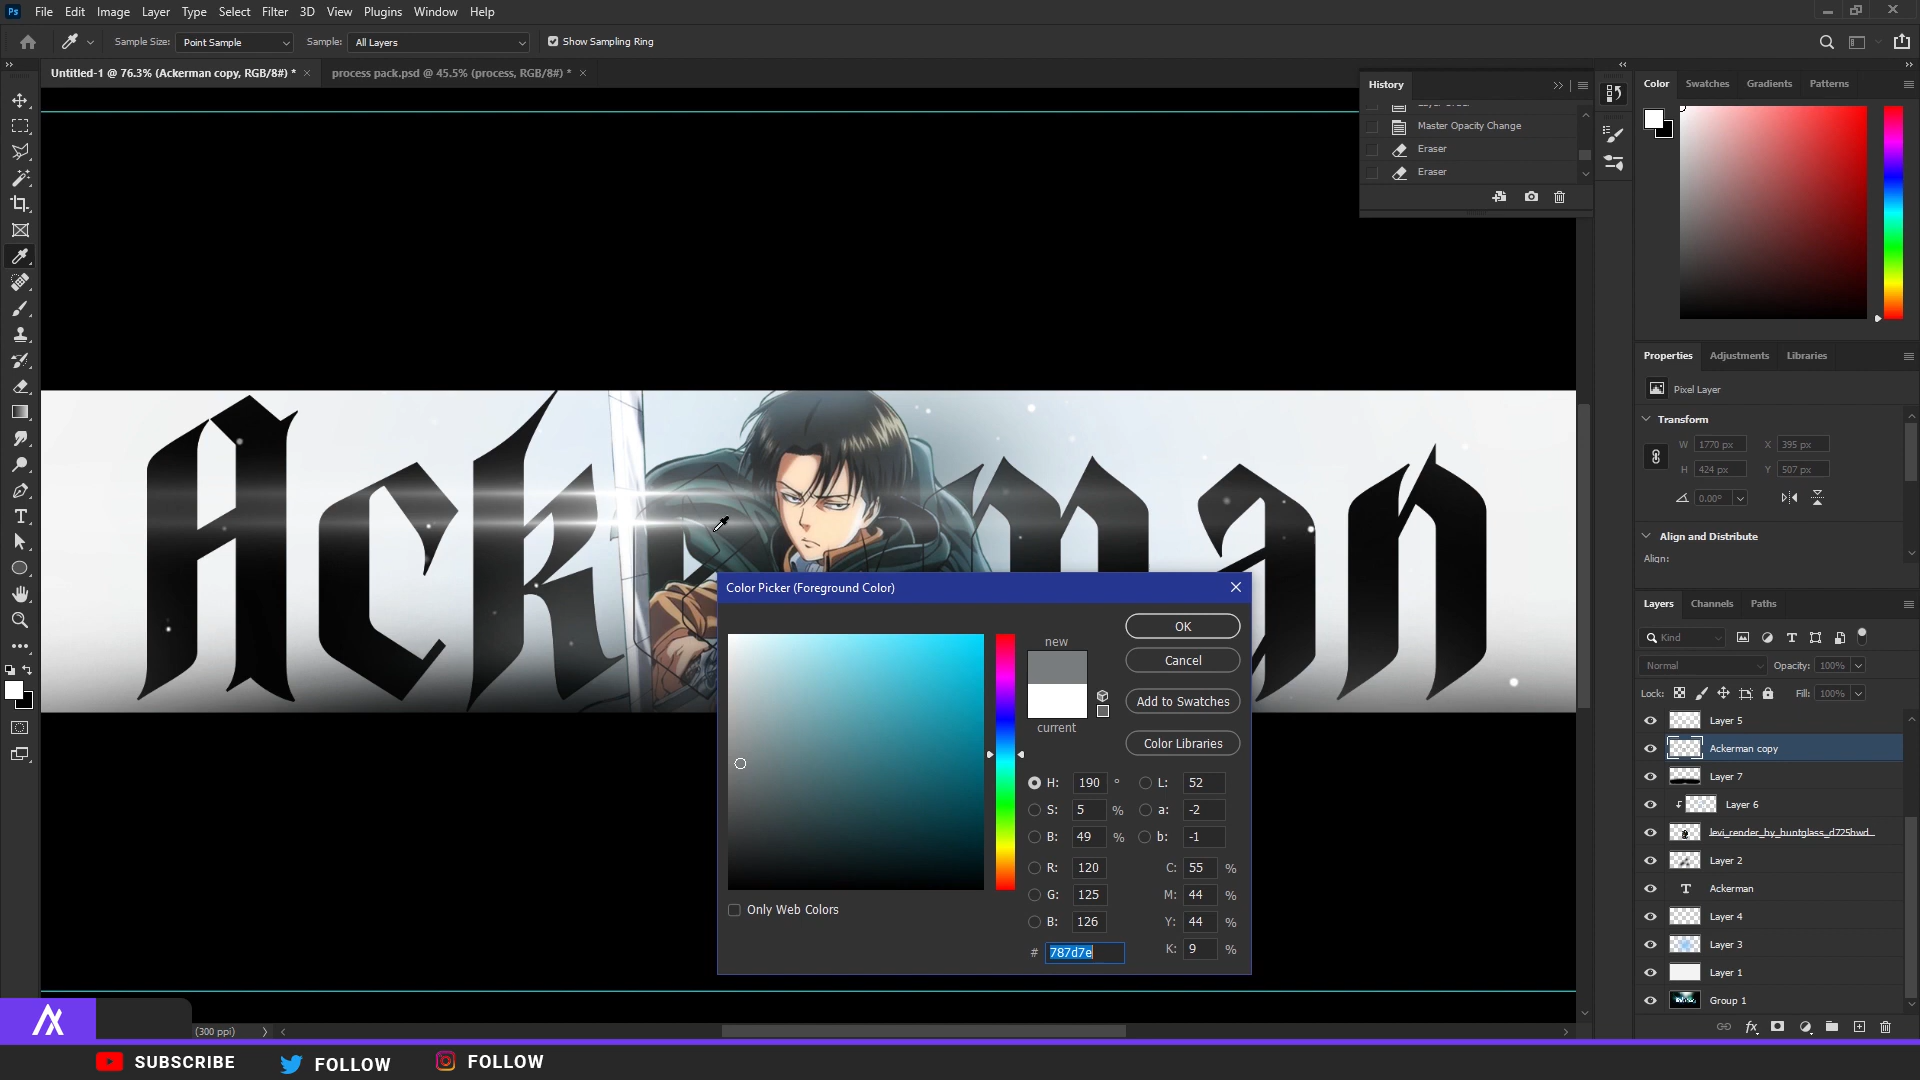 Ps File Edit Image Layer Type Select Filter 3D View Plugins Window Help
Sample Size: Point Sample Sample: All Layers Show Sampling Ring
Untitled-1 @ 76.3% (Ackerman copy, RGB/8#) * × process pack.psd @ 45.5% (process, RGB/8#) * ×
History
Master Opacity Change
Eraser
Eraser
Color Swatches Gradients Patterns
Properties Adjustments Libraries
Pixel Layer
Transform
W 1770 px X 395 px
H 424 px Y 507 px
0.00°
Align and Distribute
Align:
Ackerman
Color Picker (Foreground Color)
new
current
OK
Cancel
Add to Swatches
Color Libraries
H: 190 ° L: 52
S: 5 % a: -2
B: 49 % b: -1
R: 120 C: 55 %
G: 125 M: 44 %
B: 126 Y: 44 %
# 787d7e K: 9 %
Only Web Colors
Layers Channels Paths
Kind
Normal Opacity: 100%
Lock: Fill: 100%
Layer 5
Ackerman copy
Layer 7
Layer 6
levi_render_by_huntglass_d725hwd...
Layer 2
T Ackerman
Layer 4
Layer 3
Layer 1
Group 1
fx
(300 ppi)
SUBSCRIBE FOLLOW FOLLOW